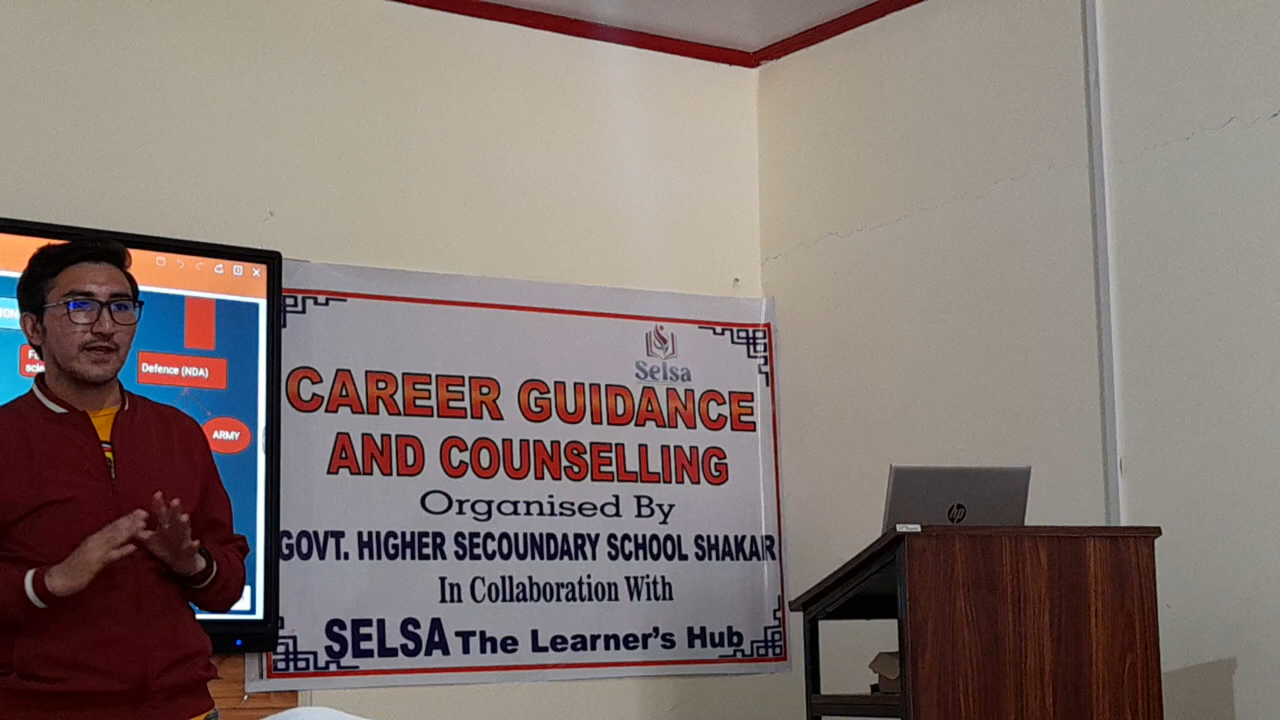 Defence (NDA)
ARMY
Selsa
CAREER GUIDANCE
AND COUNSELLING
Organised By
GOVT. HIGHER SECOUNDARY SCHOOL SHAKAR
In Collaboration With
SELSA The Learner's Hub
hp